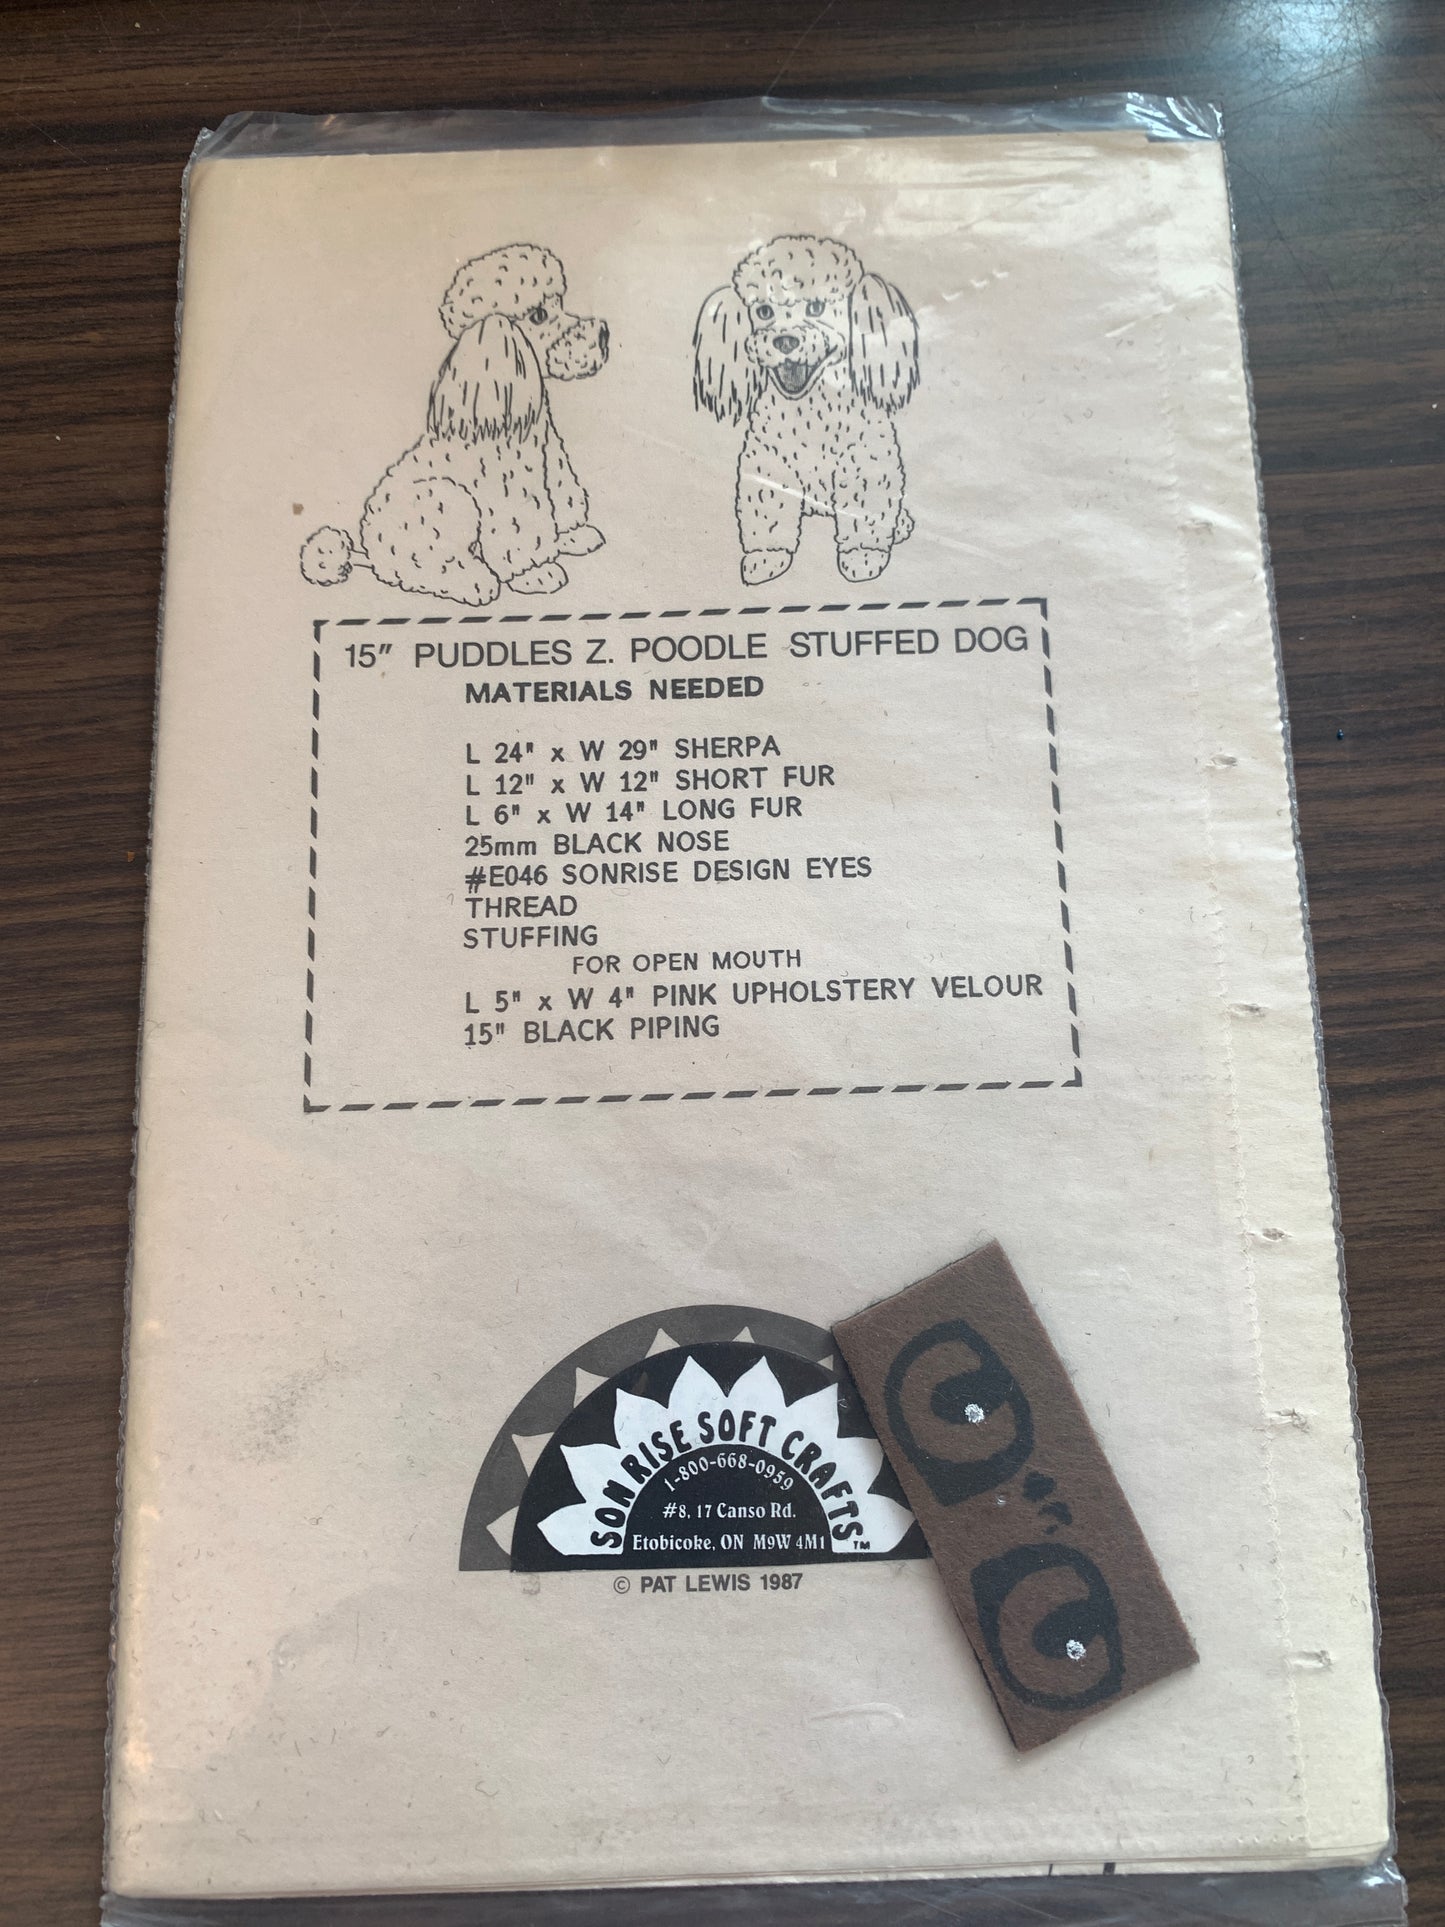 15" PUDDLES Z. POODLE STUFFED DOG
MATERIALS NEEDED
L 24" x W 29" SHERPA
L 12" x W 12" SHORT FUR
L 6" x W 14" LONG FUR
25mm BLACK NOSE
#E046 SONRISE DESIGN EYES
THREAD
STUFFING
FOR OPEN MOUTH
L 5" x W 4" PINK UPHOLSTERY VELOUR
15" BLACK PIPING
SON RISE SOFT CRAFTS™
1-800-668-0959
#8, 17 Canso Rd.
Etobicoke, ON M9W 4M1
© PAT LEWIS 1987